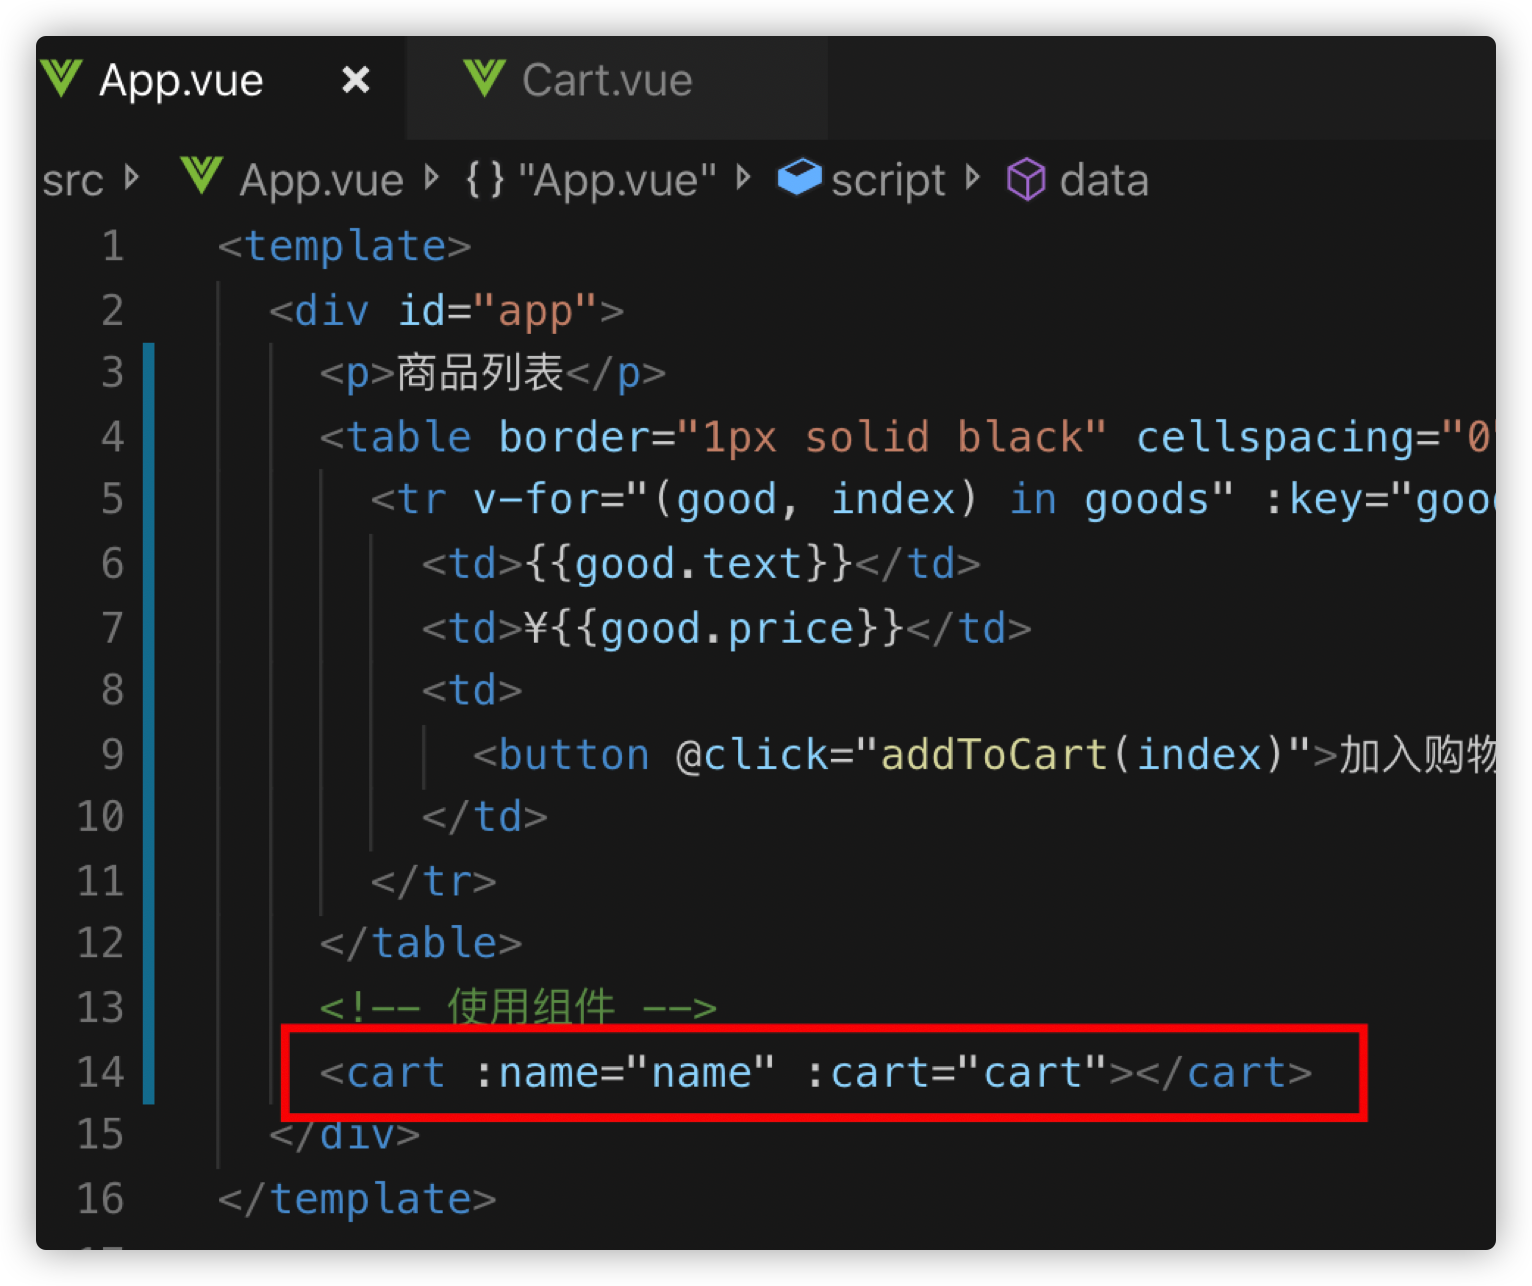 App.vue × Cart.vue
src App.vue {} "App.vue" script data
1 <template>
2 <div id="app">
3 <p>商品列表</p>
4 <table border="1px solid black" cellspacing="0
5 <tr v-for="(good, index) in goods" :key="goo
6 <td>{{good.text}}</td>
7 <td>¥{{good.price}}</td>
8 <td>
9 <button @click="addToCart(index)">加入购物
10 </td>
11 </tr>
12 </table>
13 <!-- 使用组件 -->
14 <cart :name="name" :cart="cart"></cart>
15 </div>
16 </template>